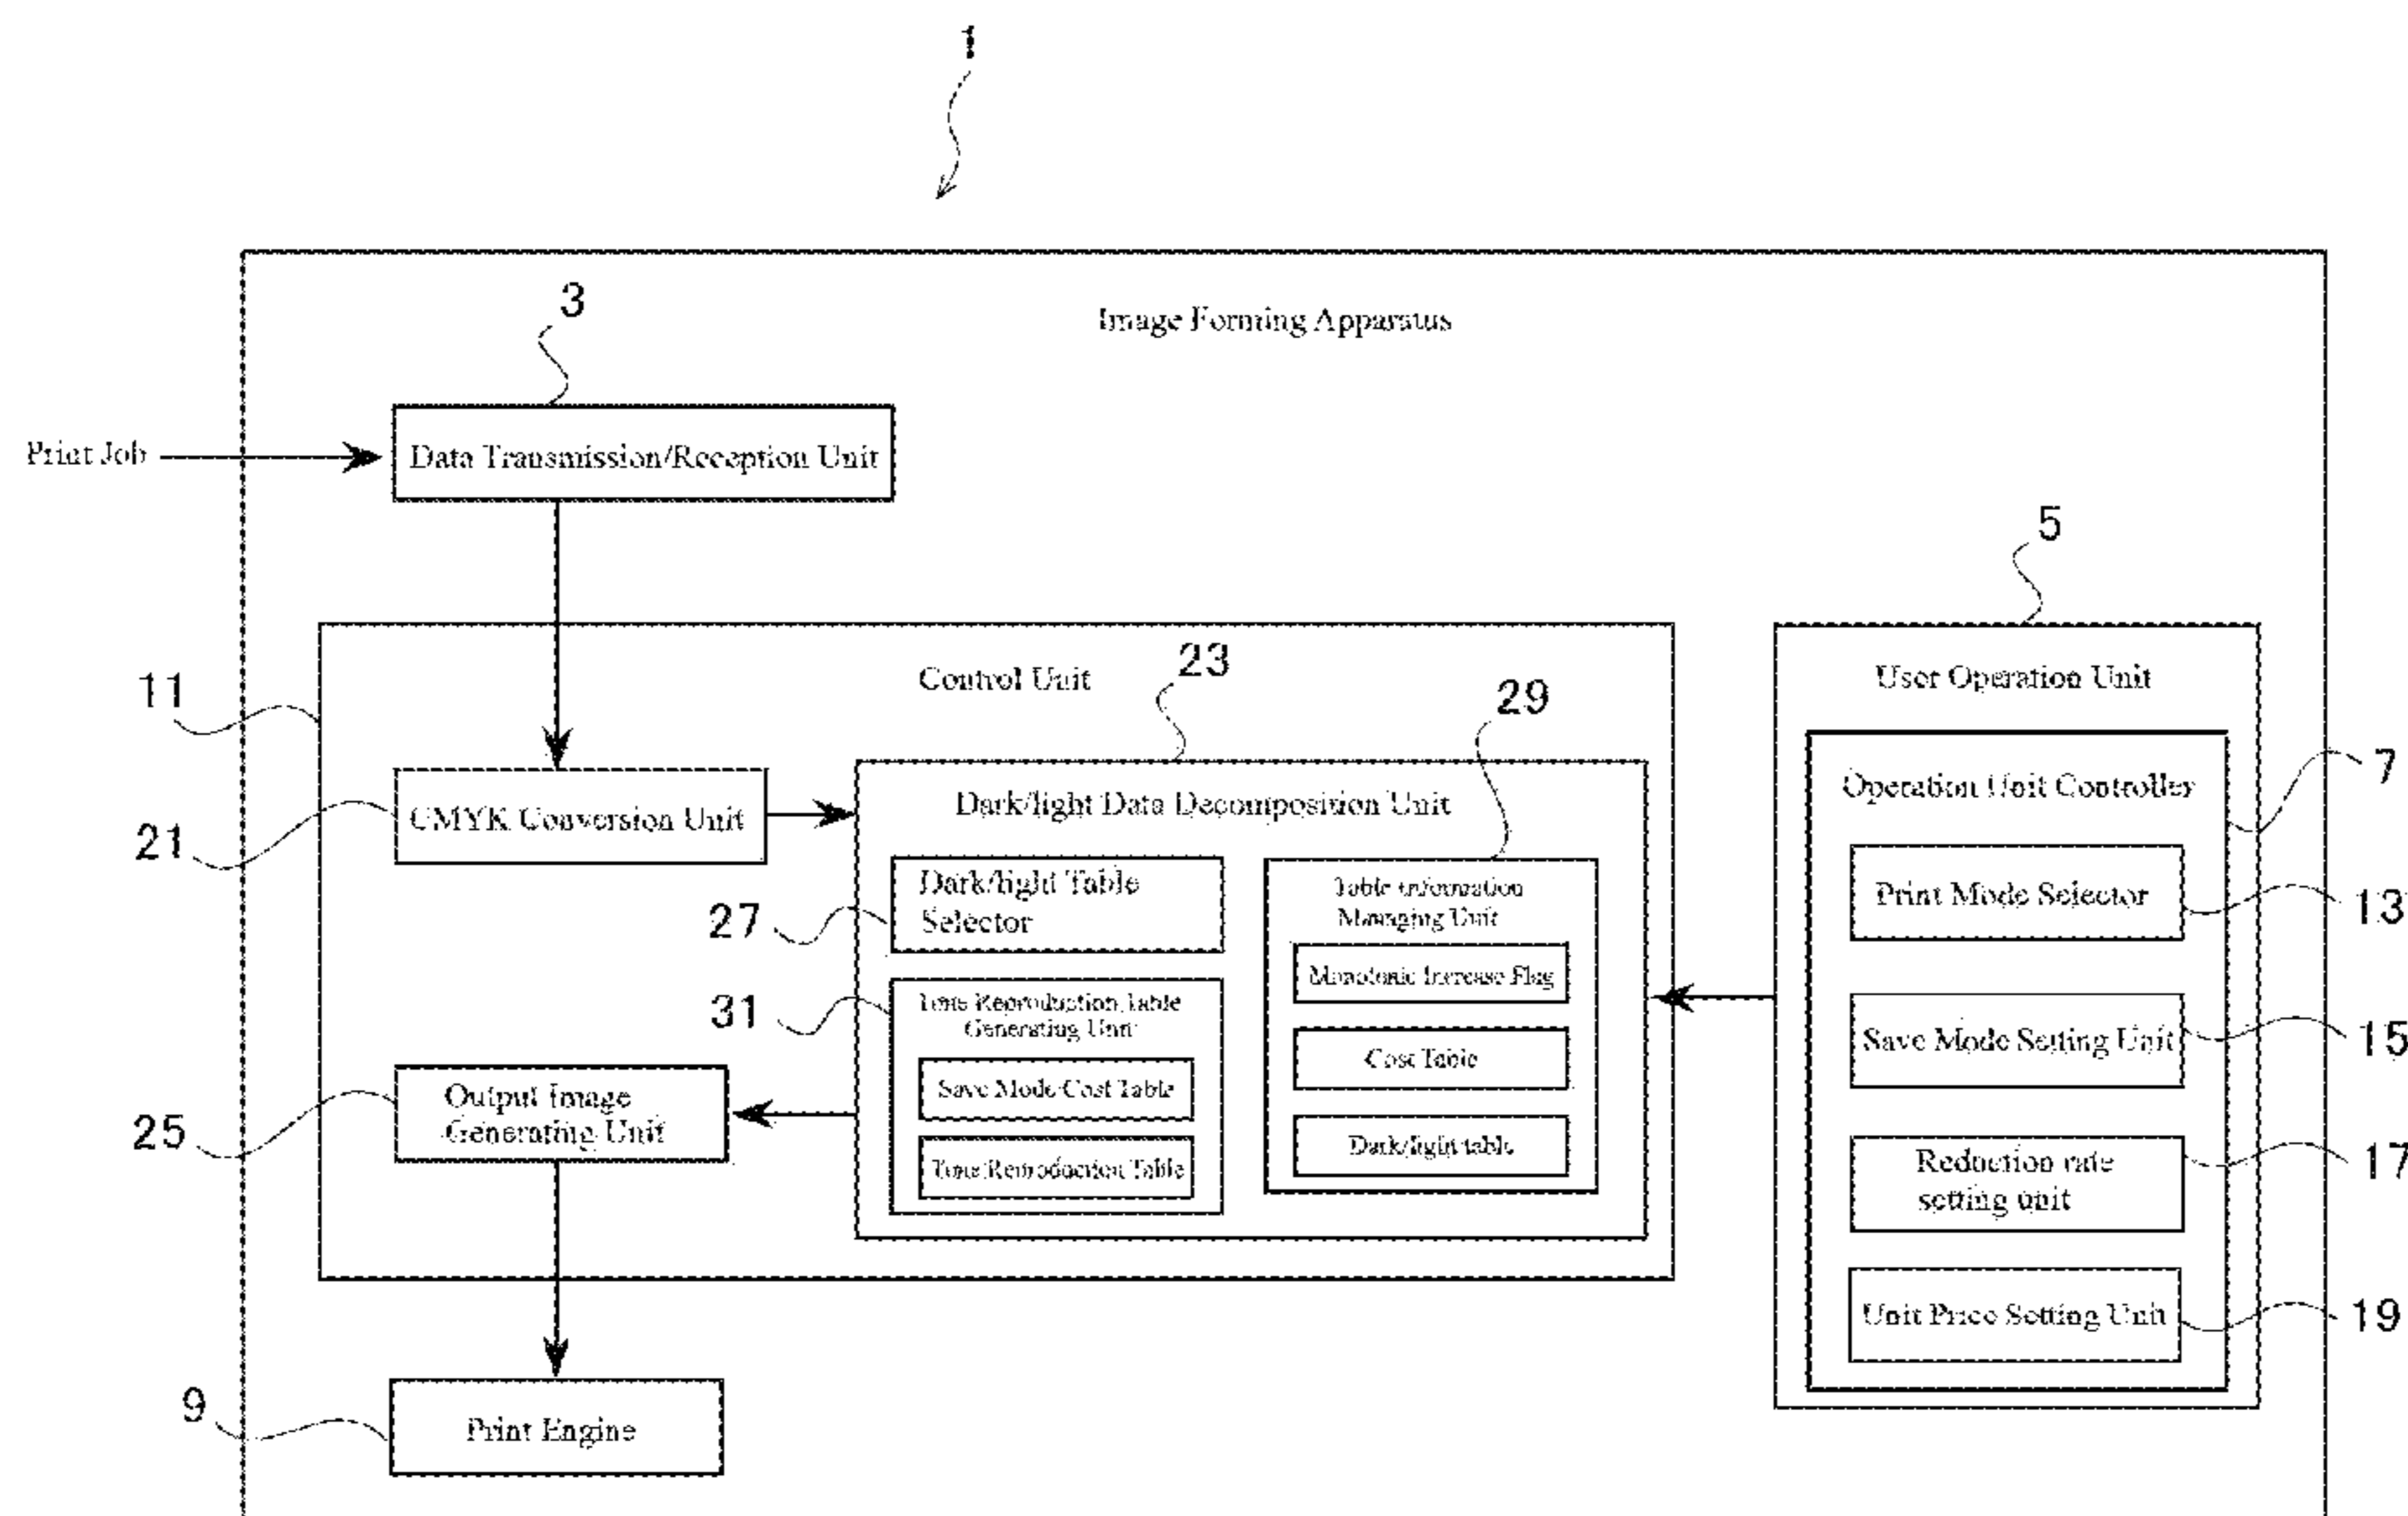 1
Image Forming Apparatus
3
Print Job
Data Transmission/Reception Unit
5
11
Control Unit
23
29
User Operation Unit
7
Operation Unit Controller
21
CMYK Conversion Unit
Dark/light Data Decomposition Unit
27
Dark/light Table
Selector
Table Information
Managing Unit
Monotonic Increase Flag
Cost Table
Dark/light table
31
Tone Reproduction Table
Generating Unit
Save Mode Cost Table
Tone Reproduction Table
Print Mode Selector
13
Save Mode Setting Unit
15
Reduction rate
setting unit
17
Unit Price Setting Unit
19
25
Output Image
Generating Unit
9
Print Engine